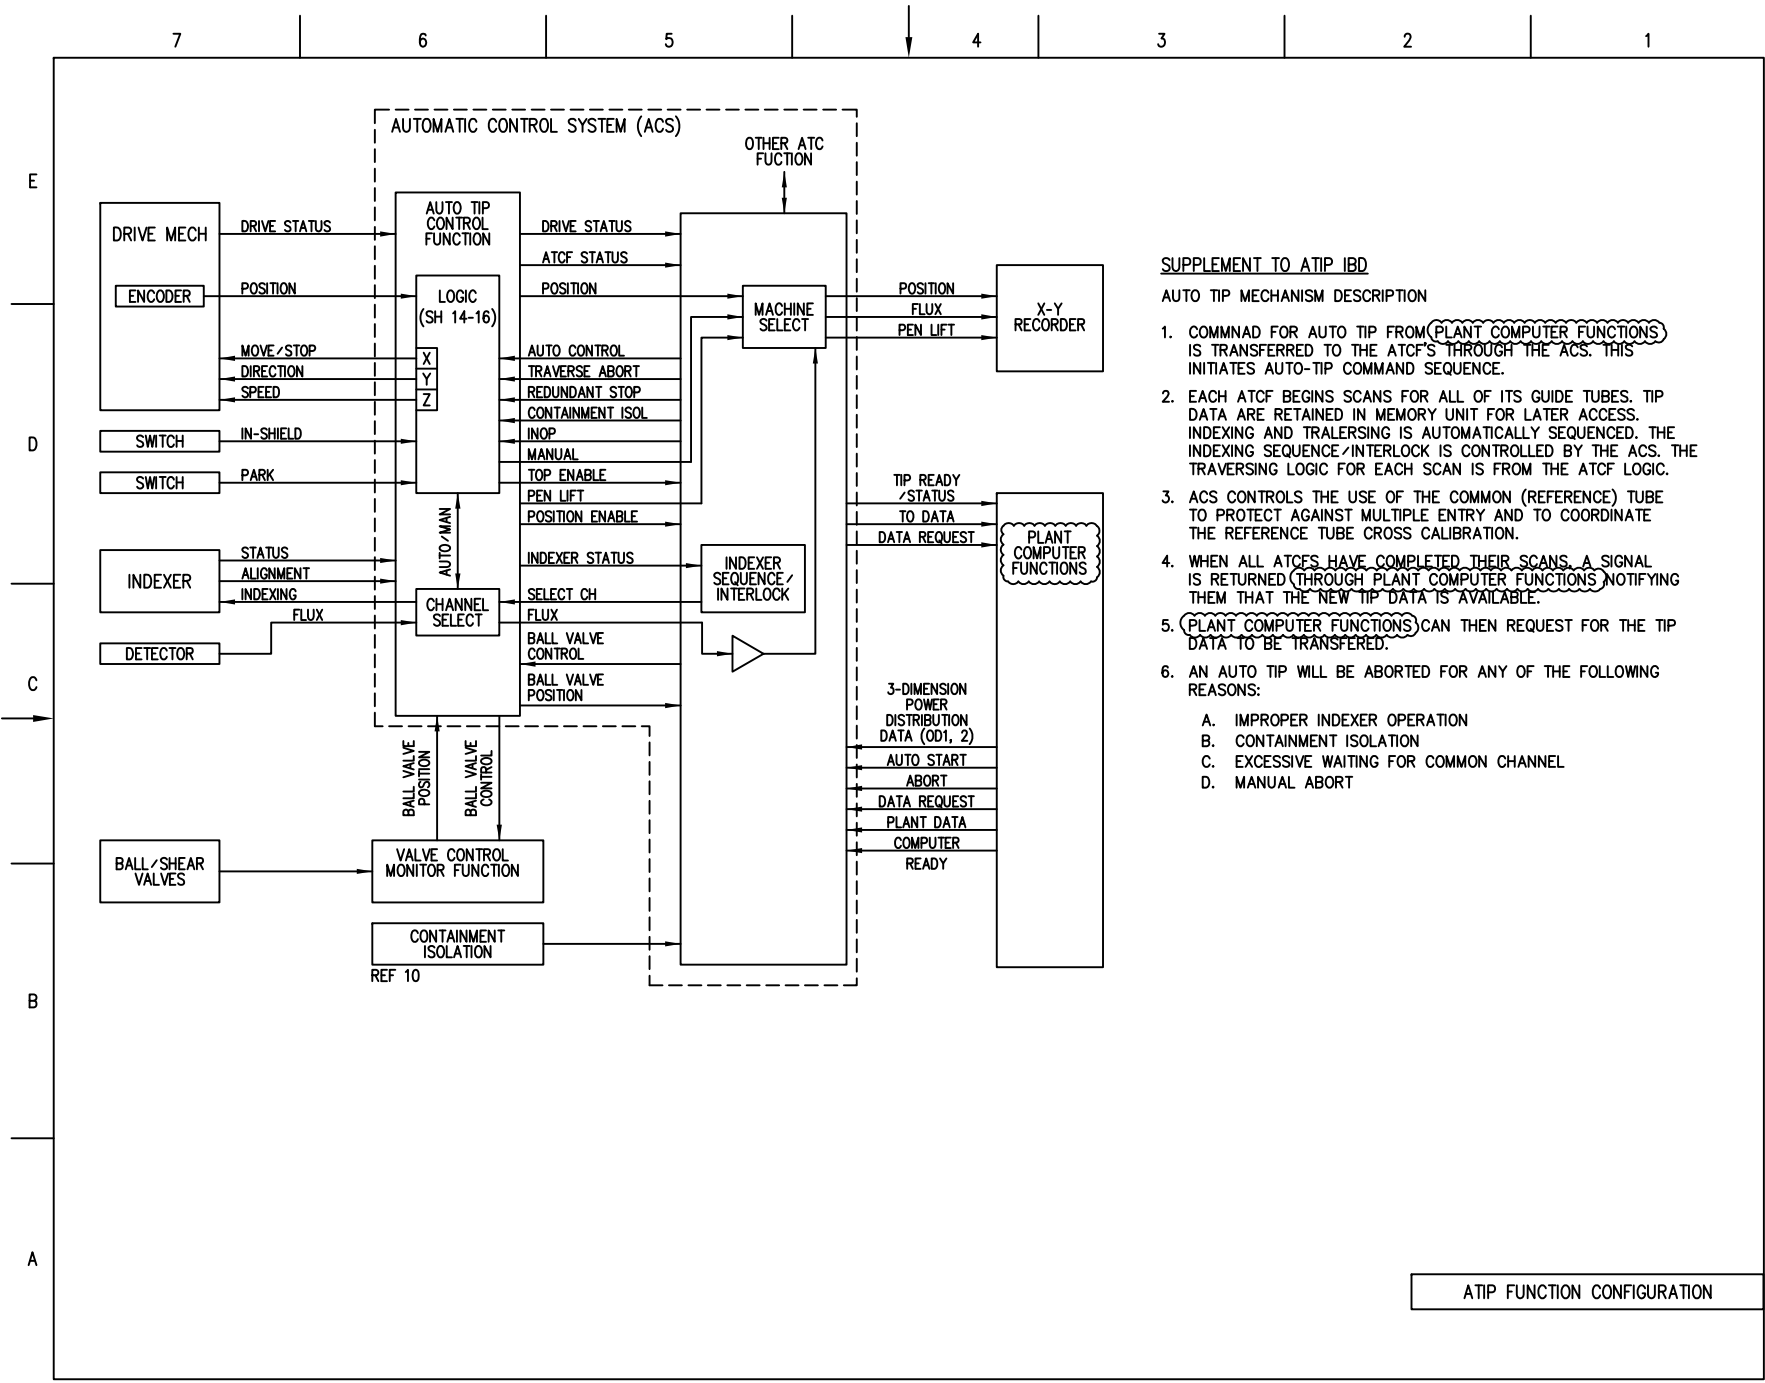 7 6 5 4 3 2 1
E
D
C
B
A
AUTOMATIC CONTROL SYSTEM (ACS)
OTHER ATC
FUCTION
DRIVE MECH
ENCODER
DRIVE STATUS
POSITION
MOVE/STOP
DIRECTION
SPEED
SWITCH
IN-SHIELD
SWITCH
PARK
INDEXER
STATUS
ALIGNMENT
INDEXING
FLUX
DETECTOR
AUTO TIP
CONTROL
FUNCTION
LOGIC
(SH 14-16)
X
Y
Z
AUTO/MAN
CHANNEL
SELECT
DRIVE STATUS
ATCF STATUS
POSITION
AUTO CONTROL
TRAVERSE ABORT
REDUNDANT STOP
CONTAINMENT ISOL
INOP
MANUAL
TOP ENABLE
PEN LIFT
POSITION ENABLE
INDEXER STATUS
SELECT CH
FLUX
BALL VALVE
CONTROL
BALL VALVE
POSITION
MACHINE
SELECT
INDEXER
SEQUENCE/
INTERLOCK
POSITION
FLUX
PEN LIFT
X-Y
RECORDER
TIP READY
/STATUS
TO DATA
DATA REQUEST
PLANT
COMPUTER
FUNCTIONS
3-DIMENSION
POWER
DISTRIBUTION
DATA (OD1, 2)
AUTO START
ABORT
DATA REQUEST
PLANT DATA
COMPUTER
READY
BALL VALVE
POSITION
BALL VALVE
CONTROL
BALL/SHEAR
VALVES
VALVE CONTROL
MONITOR FUNCTION
CONTAINMENT
ISOLATION
REF 10
SUPPLEMENT TO ATIP IBD
AUTO TIP MECHANISM DESCRIPTION
1. COMMNAD FOR AUTO TIP FROM PLANT COMPUTER FUNCTIONS
IS TRANSFERRED TO THE ATCF'S THROUGH THE ACS. THIS
INITIATES AUTO-TIP COMMAND SEQUENCE.
2. EACH ATCF BEGINS SCANS FOR ALL OF ITS GUIDE TUBES. TIP
DATA ARE RETAINED IN MEMORY UNIT FOR LATER ACCESS.
INDEXING AND TRALERSING IS AUTOMATICALLY SEQUENCED. THE
INDEXING SEQUENCE/INTERLOCK IS CONTROLLED BY THE ACS. THE
TRAVERSING LOGIC FOR EACH SCAN IS FROM THE ATCF LOGIC.
3. ACS CONTROLS THE USE OF THE COMMON (REFERENCE) TUBE
TO PROTECT AGAINST MULTIPLE ENTRY AND TO COORDINATE
THE REFERENCE TUBE CROSS CALIBRATION.
4. WHEN ALL ATCFS HAVE COMPLETED THEIR SCANS, A SIGNAL
IS RETURNED THROUGH PLANT COMPUTER FUNCTIONS NOTIFYING
THEM THAT THE NEW TIP DATA IS AVAILABLE.
5. PLANT COMPUTER FUNCTIONS CAN THEN REQUEST FOR THE TIP
DATA TO BE TRANSFERED.
6. AN AUTO TIP WILL BE ABORTED FOR ANY OF THE FOLLOWING
REASONS:
A. IMPROPER INDEXER OPERATION
B. CONTAINMENT ISOLATION
C. EXCESSIVE WAITING FOR COMMON CHANNEL
D. MANUAL ABORT
ATIP FUNCTION CONFIGURATION